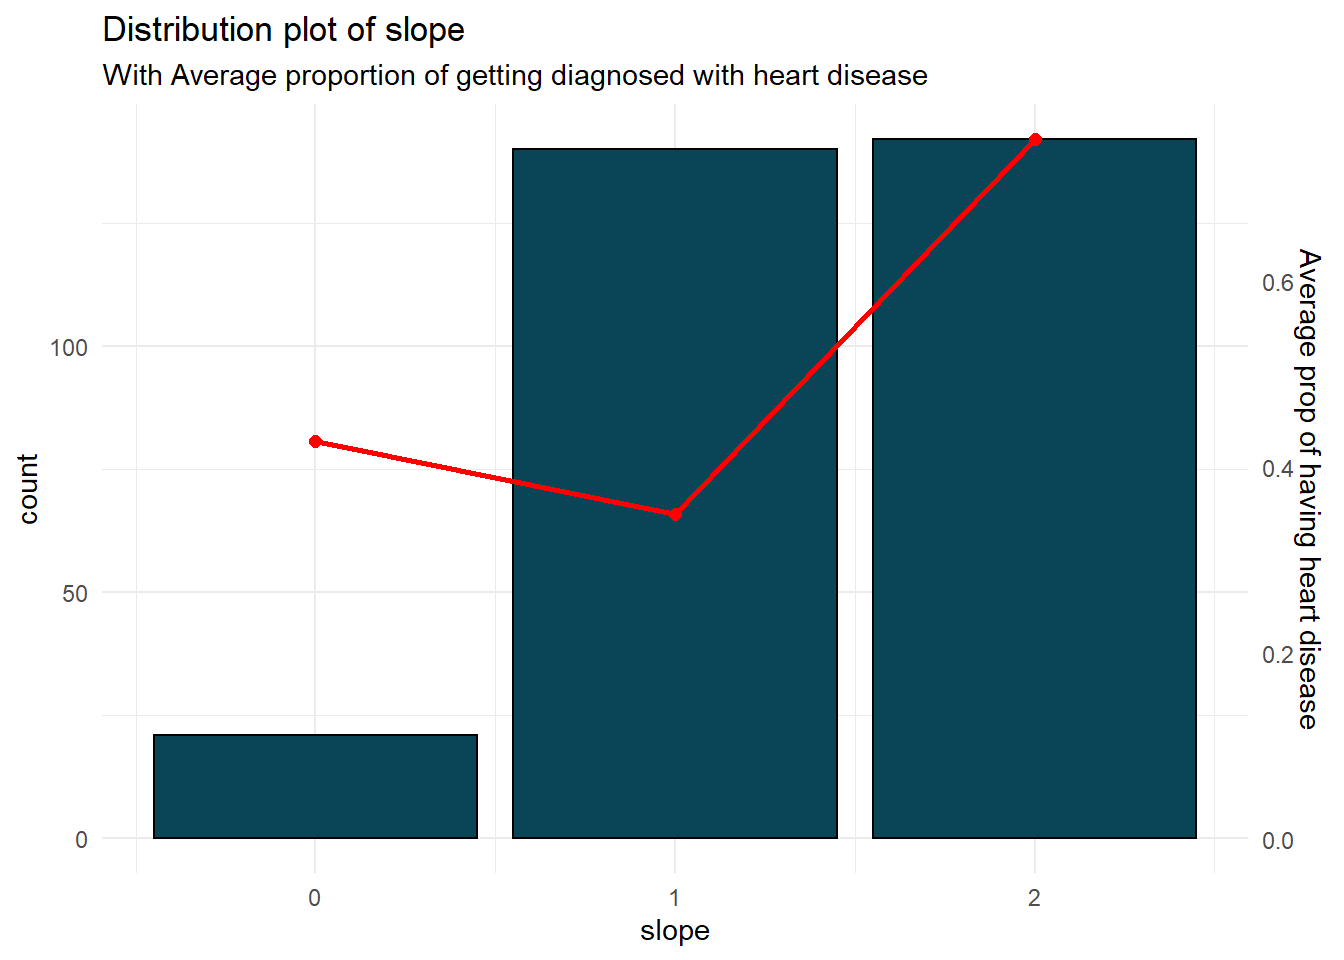 Distribution plot of slope
With Average proportion of getting diagnosed with heart disease
count
100
50
0
0.6
0.4
0.2
0.0
Average prop of having heart disease
0 1 2
slope